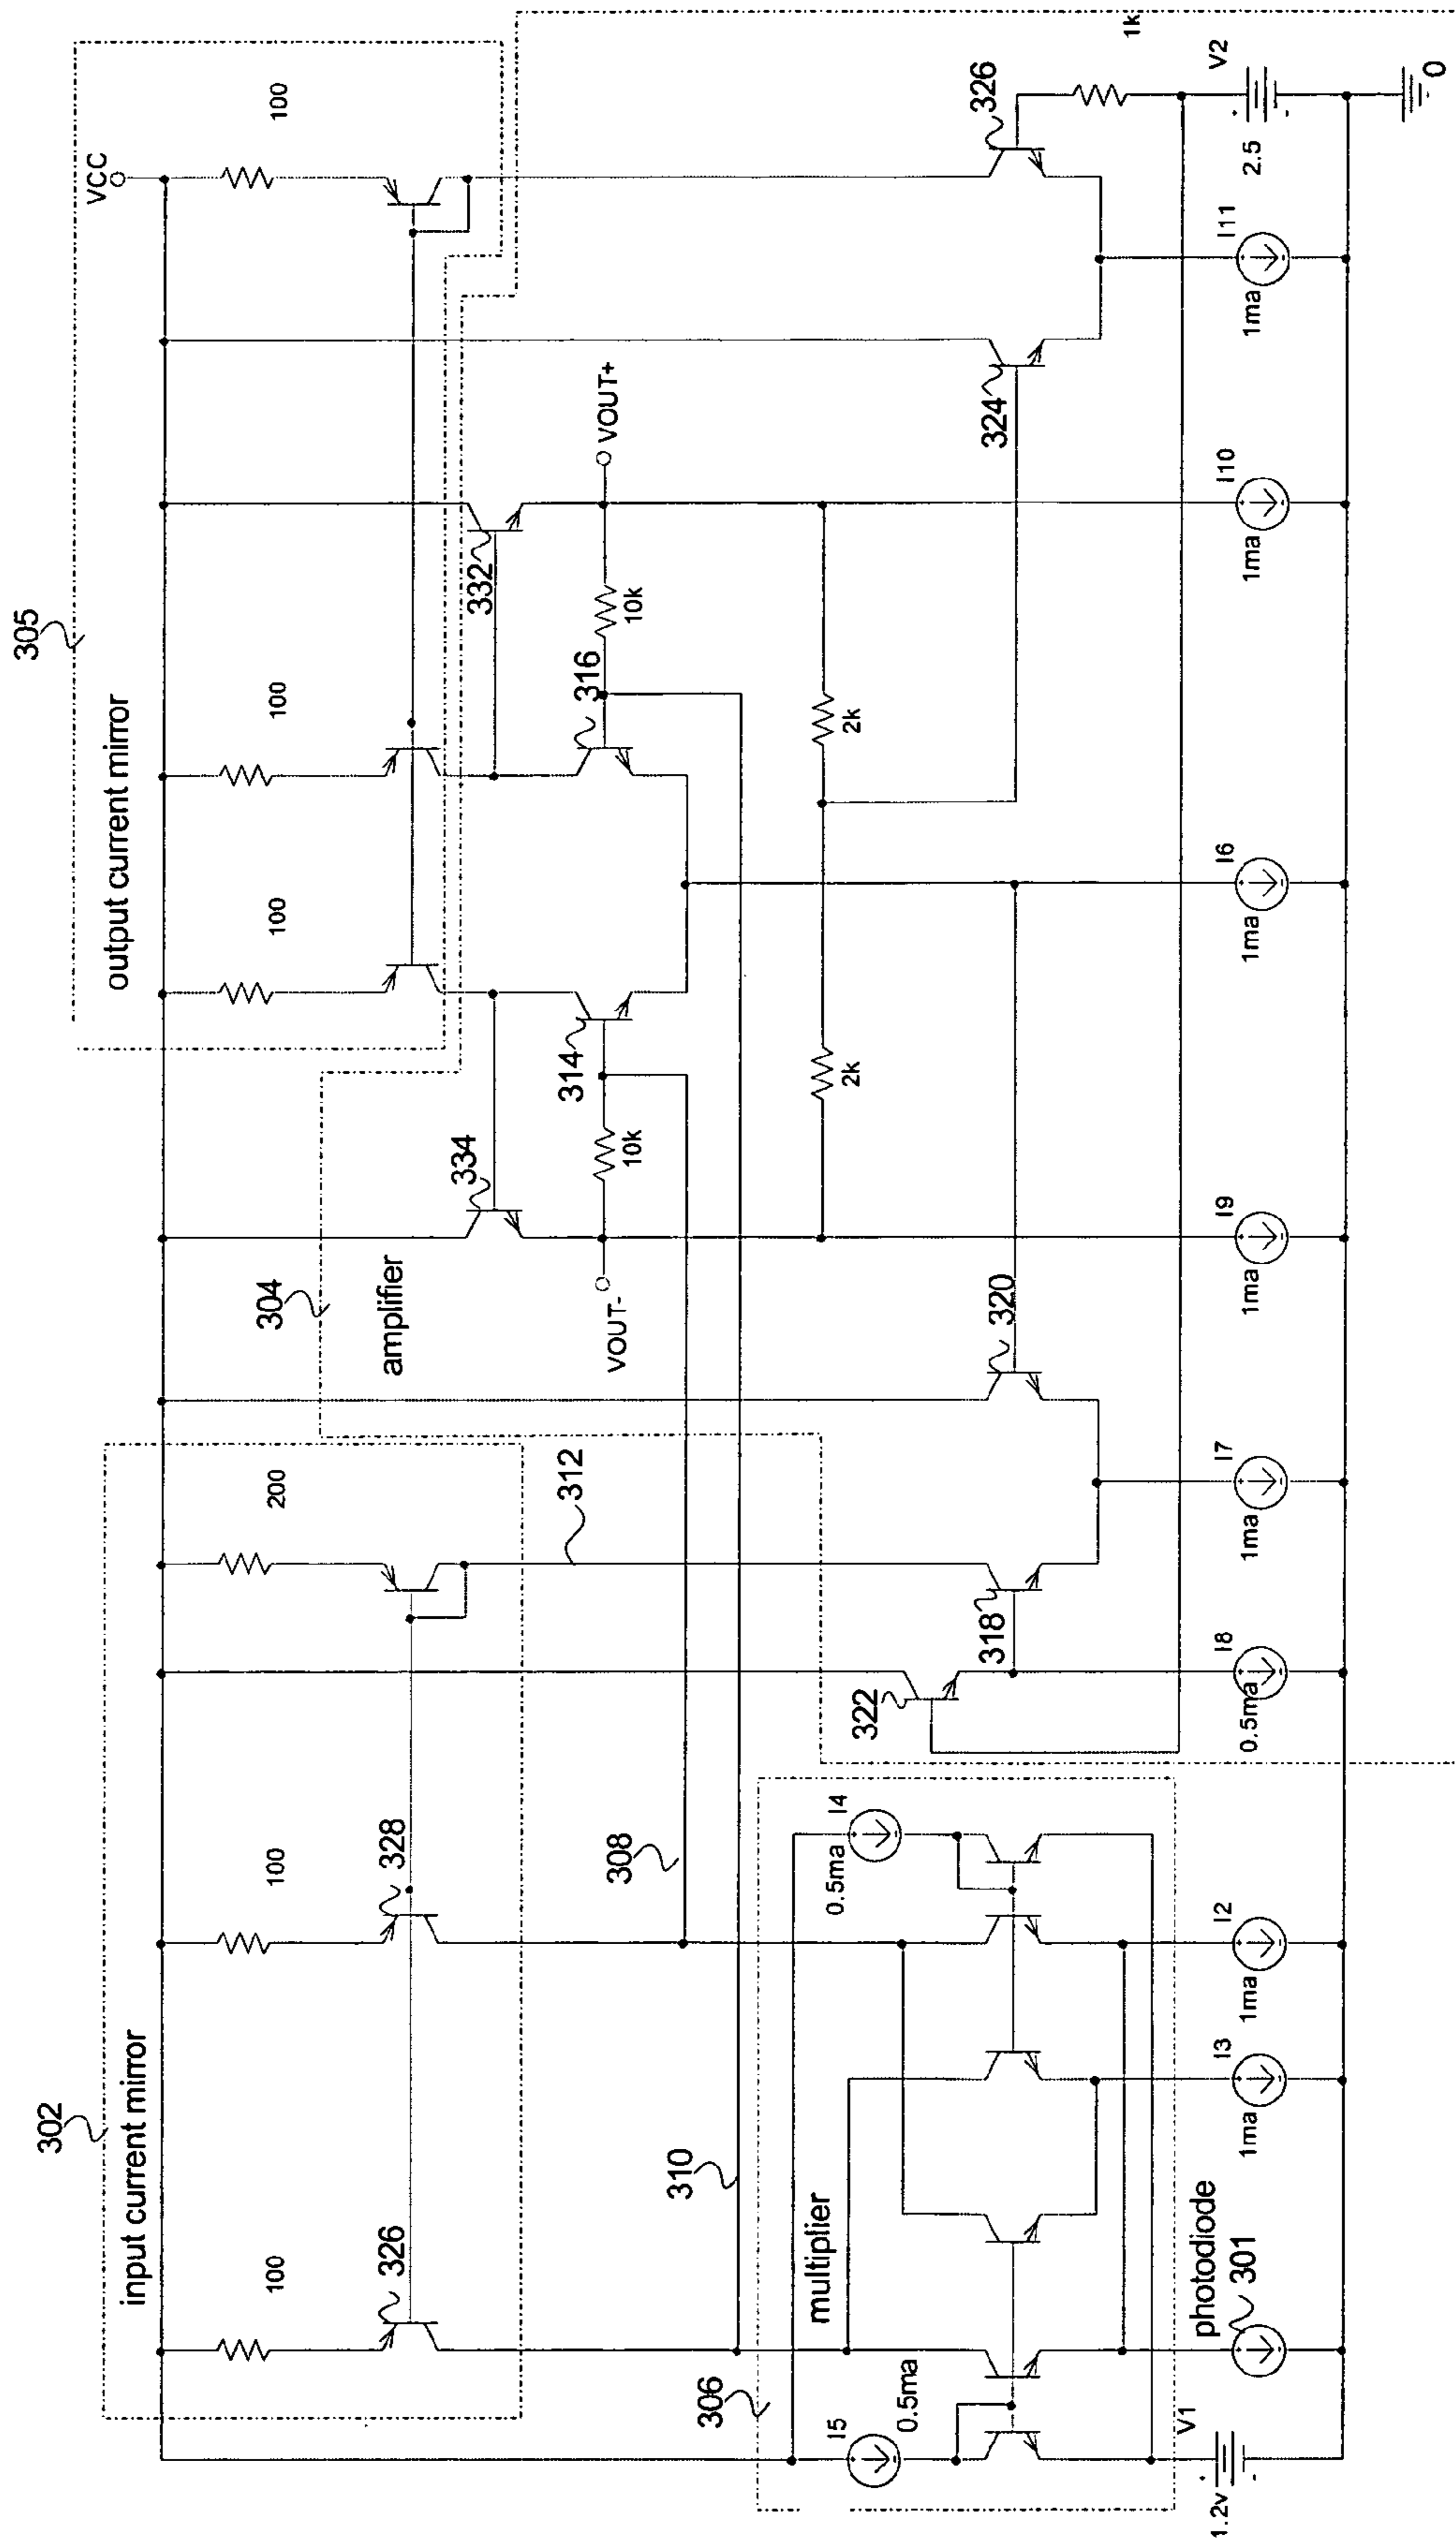 305
VCC
output current mirror
100
100
100
304
amplifier
334
314
316
332
VOUT-
10k
10k
VOUT+
2k
2k
320
324
326
1k
I9
1ma
I6
1ma
I10
1ma
I11
1ma
V2
2.5
0
302
input current mirror
100
100
200
326
328
312
310
308
306
multiplier
I5
0.5ma
I4
0.5ma
322
318
photodiode
301
V1
1.2v
I3
1ma
I2
1ma
I8
0.5ma
I7
1ma